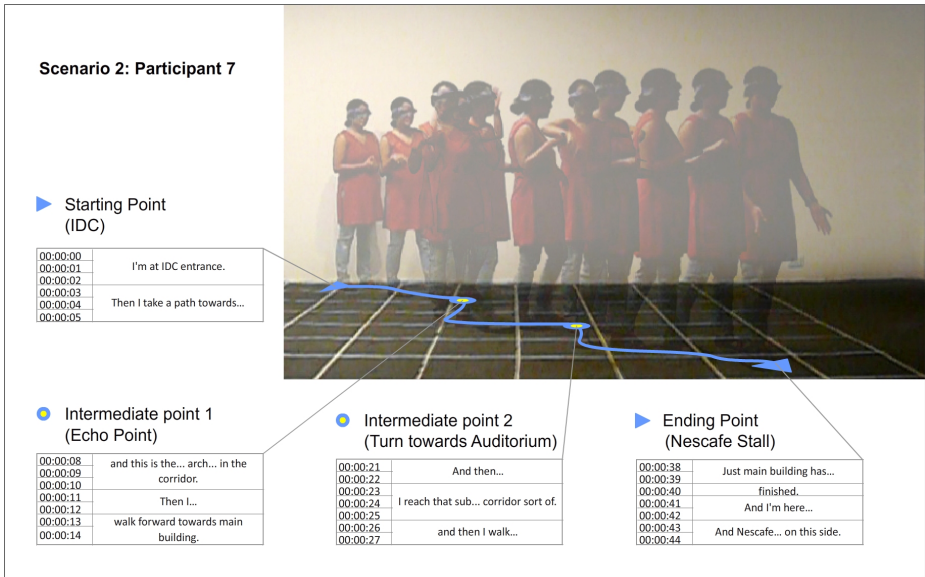 Scenario 2: Participant 7
Starting Point
(IDC)
00:00:00
00:00:01
00:00:02
I'm at IDC entrance.
00:00:03
00:00:04
00:00:05
Then I take a path towards...
Intermediate point 1
(Echo Point)
00:00:08
00:00:09
00:00:10
and this is the... arch... in the
corridor.
00:00:11
00:00:12
Then I...
00:00:13
00:00:14
walk forward towards main
building.
Intermediate point 2
(Turn towards Auditorium)
00:00:21
00:00:22
And then...
00:00:23
00:00:24
00:00:25
I reach that sub... corridor sort of.
00:00:26
00:00:27
and then I walk...
Ending Point
(Nescafe Stall)
00:00:38
00:00:39
Just main building has...
00:00:40
finished.
00:00:41
00:00:42
And I'm here...
00:00:43
00:00:44
And Nescafe... on this side.